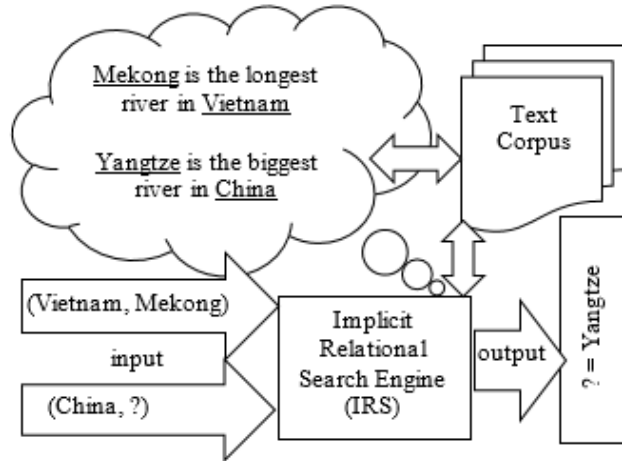 Mekong is the longest
river in Vietnam
Yangtze is the biggest
river in China
Text
Corpus
(Vietnam, Mekong)
input
(China, ?)
Implicit
Relational
Search Engine
(IRS)
output
? = Yangtze